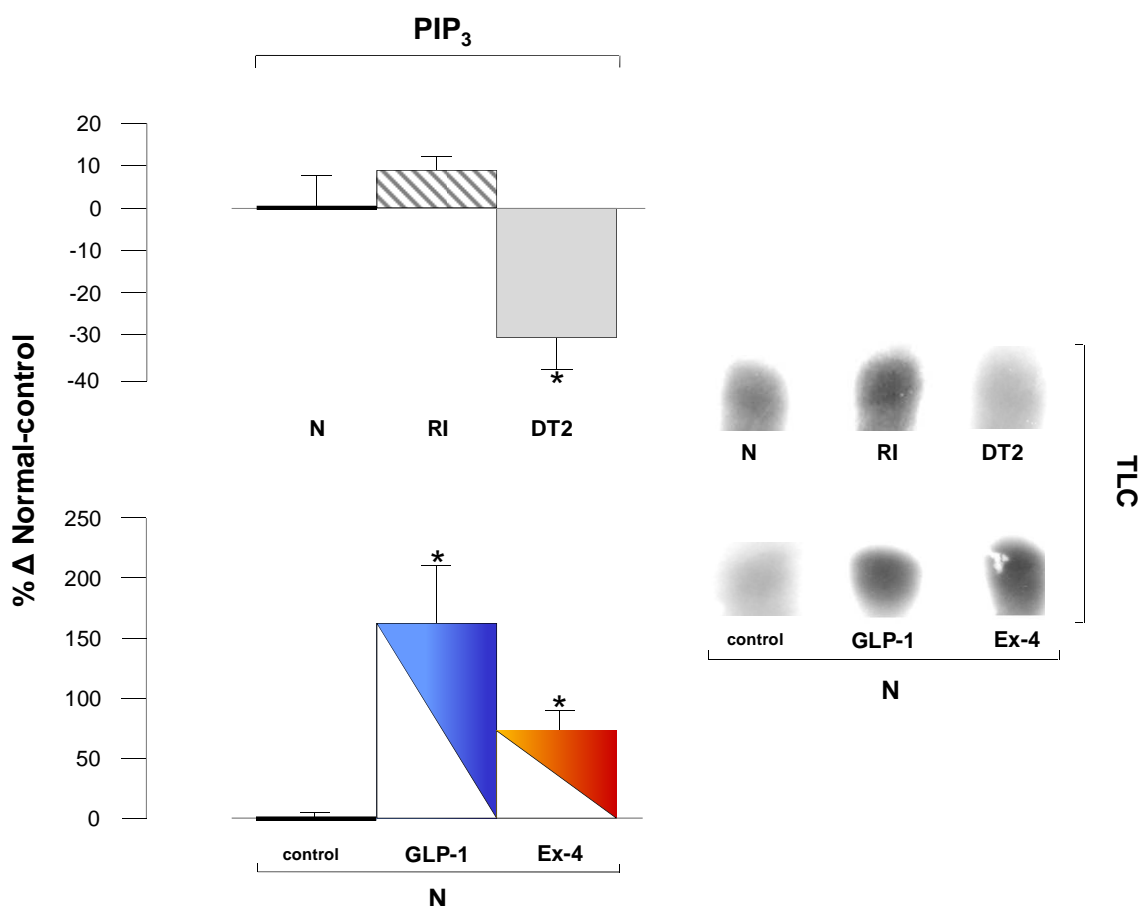 PIP₃
% Δ Normal-control
20
10
0
-10
-20
-30
-40
*
N RI DT2
250
200
150
100
50
0
* *
control GLP-1 Ex-4
N
N RI DT2
control GLP-1 Ex-4
N
TLC